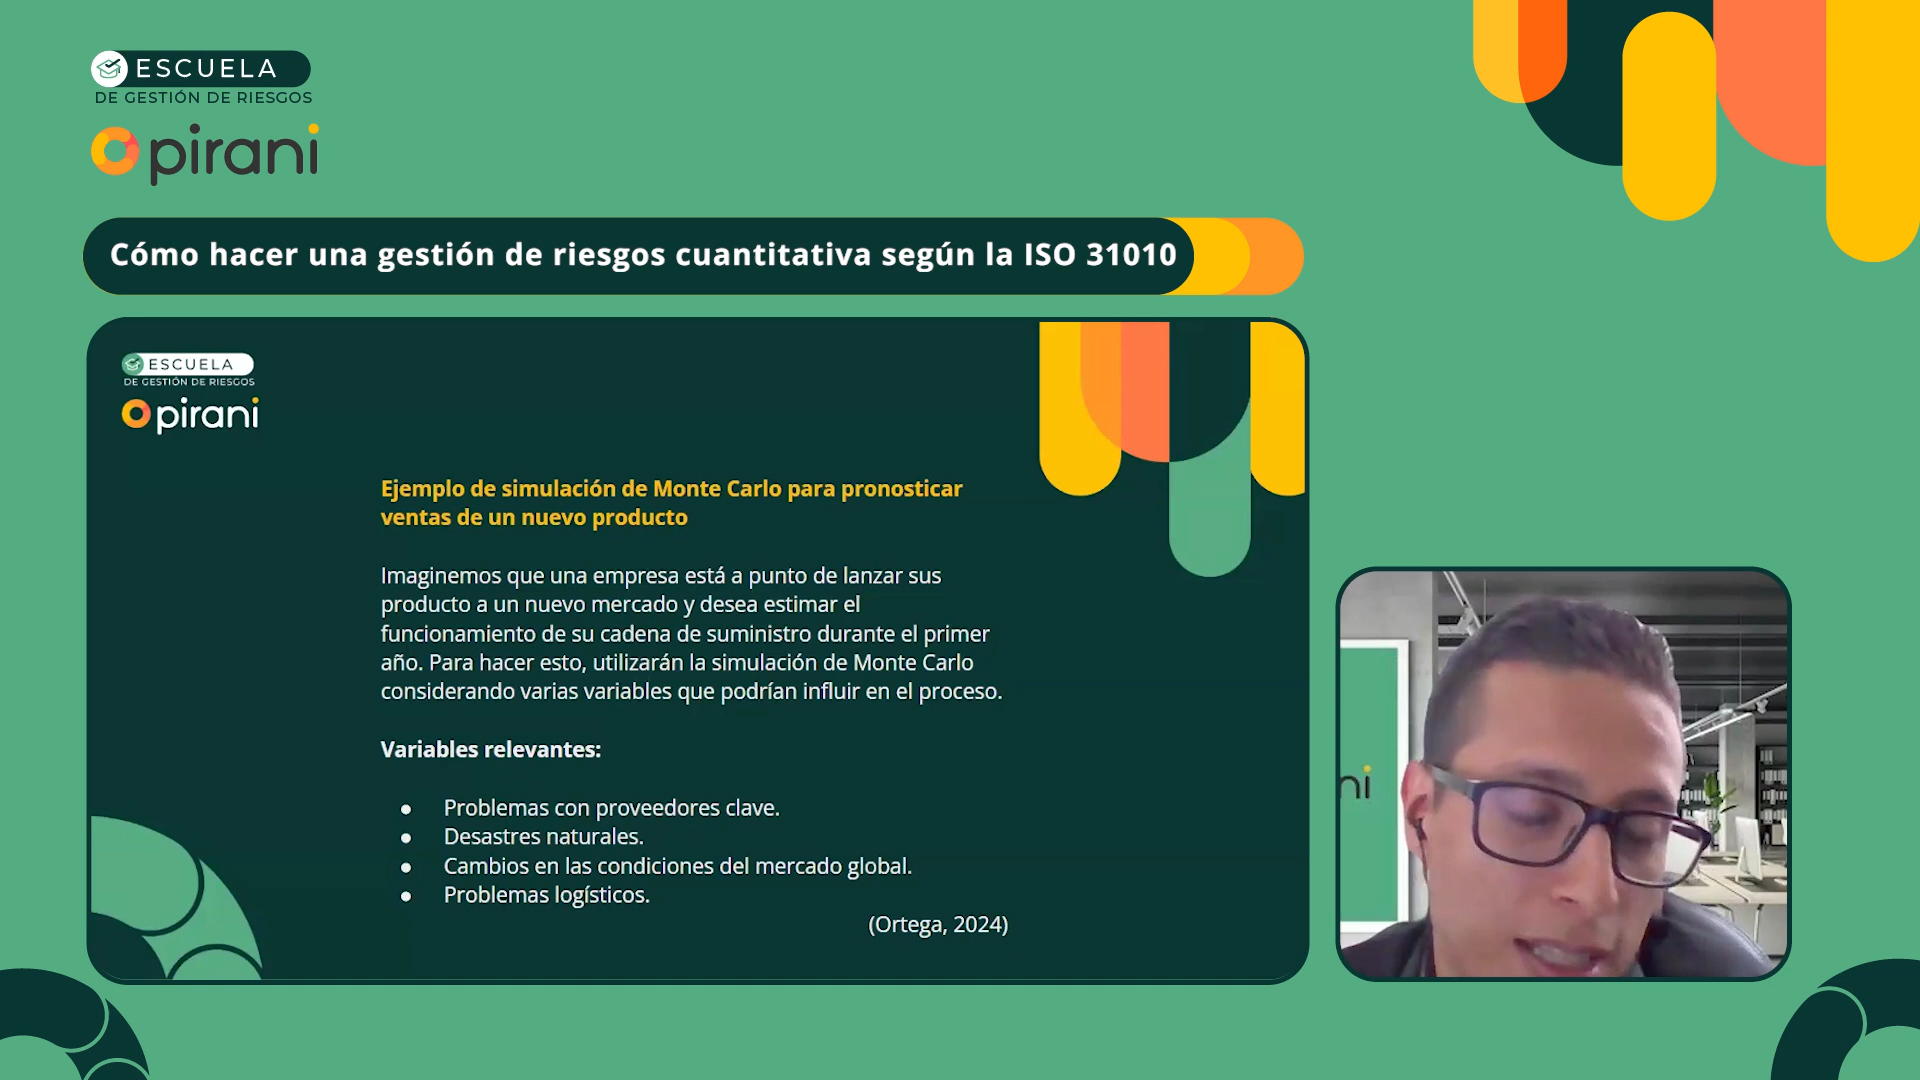 ESCUELA
DE GESTIÓN DE RIESGOS
pirani
Cómo hacer una gestión de riesgos cuantitativa según la ISO 31010
ESCUELA
DE GESTIÓN DE RIESGOS
pirani
Ejemplo de simulación de Monte Carlo para pronosticar
ventas de un nuevo producto
Imaginemos que una empresa está a punto de lanzar sus
producto a un nuevo mercado y desea estimar el
funcionamiento de su cadena de suministro durante el primer
año. Para hacer esto, utilizarán la simulación de Monte Carlo
considerando varias variables que podrían influir en el proceso.
Variables relevantes:
● Problemas con proveedores clave.
● Desastres naturales.
● Cambios en las condiciones del mercado global.
● Problemas logísticos.
(Ortega, 2024)
ni